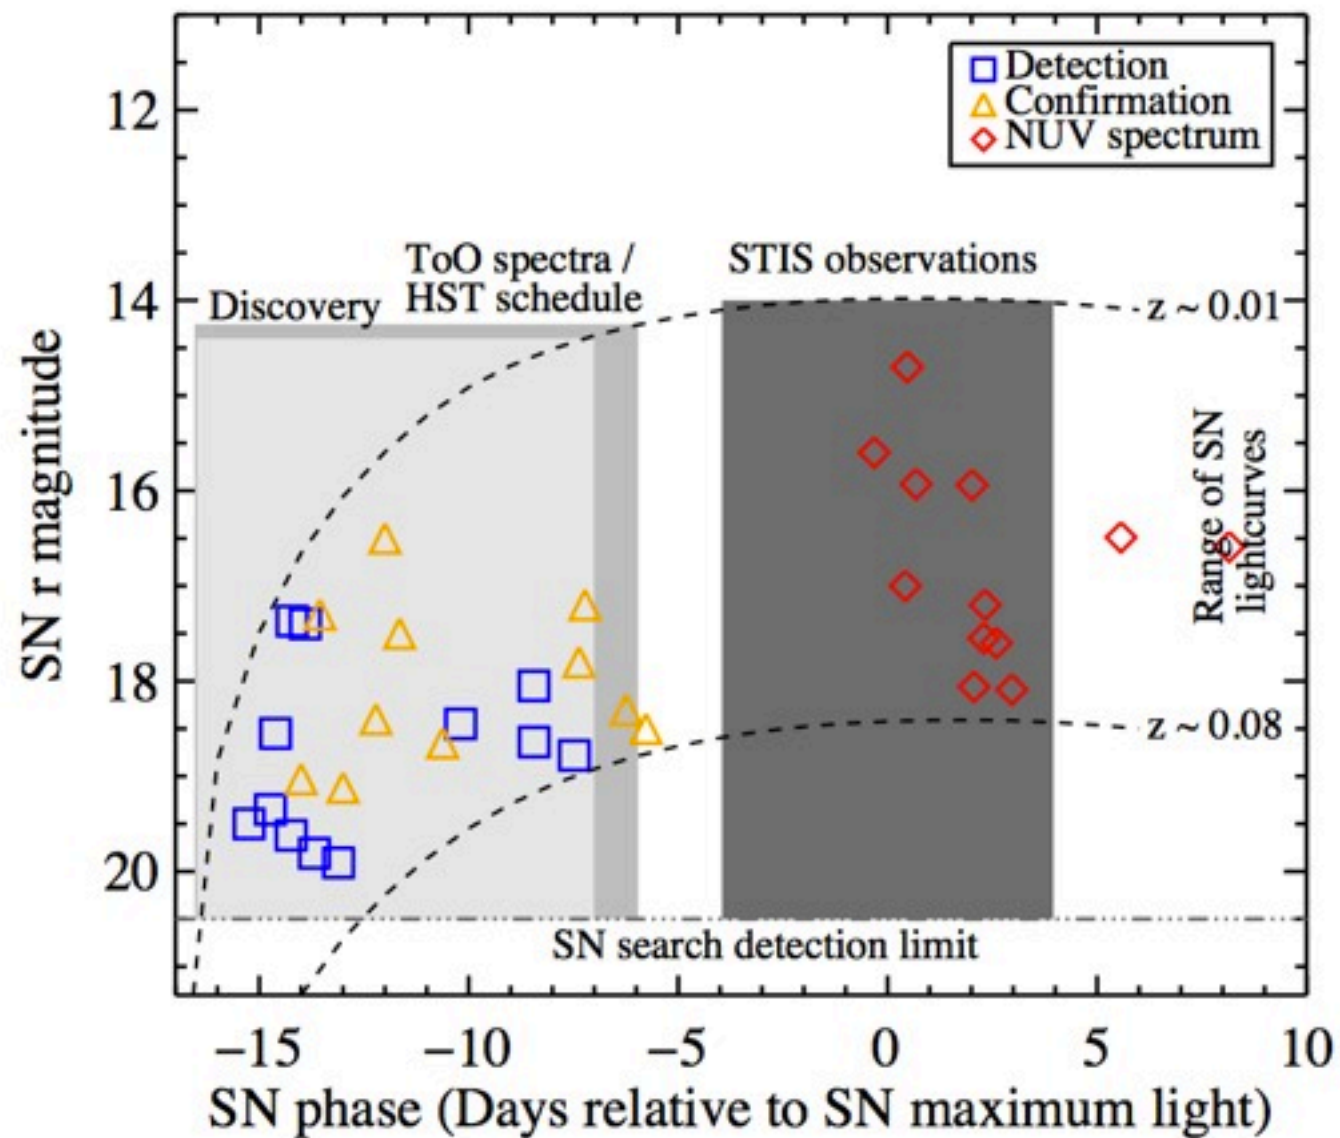 Detection
Confirmation
NUV spectrum
12
14
16
18
20
SN r magnitude
ToO spectra /
HST schedule
Discovery
STIS observations
z ~ 0.01
Range of SN
lightcurves
z ~ 0.08
SN search detection limit
−15
−10
−5
0
5
10
SN phase (Days relative to SN maximum light)